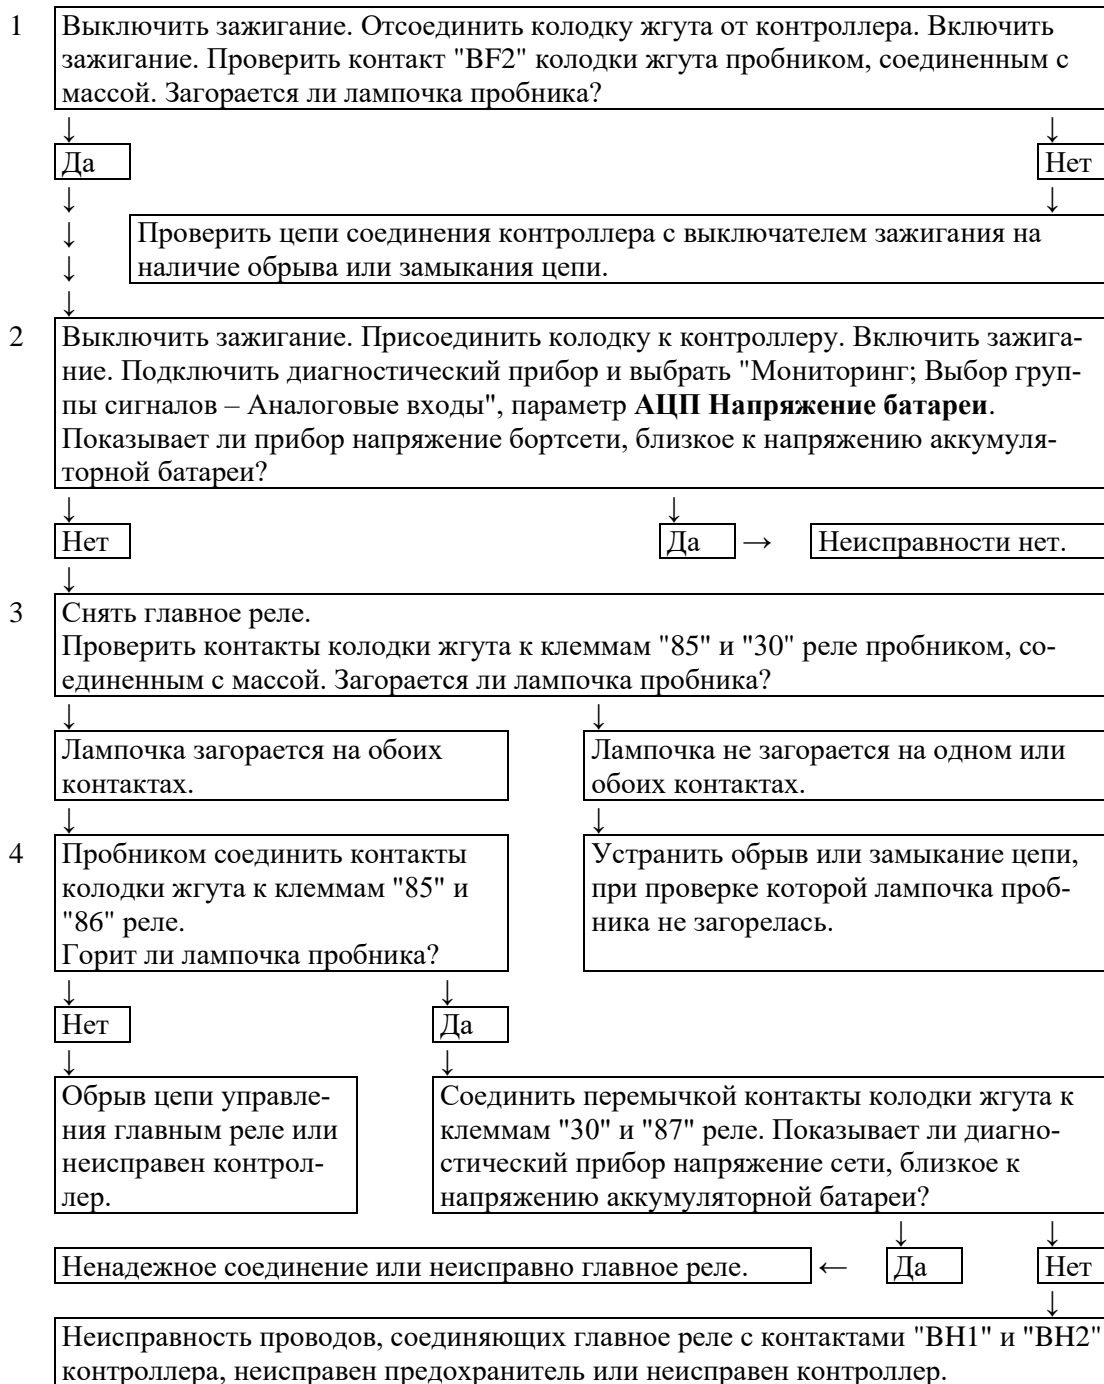 1 Выключить зажигание. Отсоединить колодку жгута от контроллера. Включить
зажигание. Проверить контакт "BF2" колодки жгута пробником, соединенным с
массой. Загорается ли лампочка пробника?
↓ ↓
Да Нет
↓ ↓
↓ Проверить цепи соединения контроллера с выключателем зажигания на
↓ наличие обрыва или замыкания цепи.
↓
2 Выключить зажигание. Присоединить колодку к контроллеру. Включить зажига-
ние. Подключить диагностический прибор и выбрать "Мониторинг; Выбор груп-
пы сигналов – Аналоговые входы", параметр АЦП Напряжение батареи.
Показывает ли прибор напряжение бортсети, близкое к напряжению аккумуля-
торной батареи?
↓ ↓
Нет Да → Неисправности нет.
↓
3 Снять главное реле.
Проверить контакты колодки жгута к клеммам "85" и "30" реле пробником, со-
единенным с массой. Загорается ли лампочка пробника?
↓ ↓
Лампочка загорается на обоих
контактах.
Лампочка не загорается на одном или
обоих контактах.
↓ ↓
4 Пробником соединить контакты
колодки жгута к клеммам "85" и
"86" реле.
Горит ли лампочка пробника?
Устранить обрыв или замыкание цепи,
при проверке которой лампочка проб-
ника не загорелась.
↓ ↓
Нет Да
↓ ↓
Обрыв цепи управле-
ния главным реле или
неисправен контрол-
лер.
Соединить перемычкой контакты колодки жгута к
клеммам "30" и "87" реле. Показывает ли диагно-
стический прибор напряжение сети, близкое к
напряжению аккумуляторной батареи?
↓ ↓
Ненадежное соединение или неисправно главное реле. ← Да Нет
↓
Неисправность проводов, соединяющих главное реле с контактами "BH1" и "BH2"
контроллера, неисправен предохранитель или неисправен контроллер.